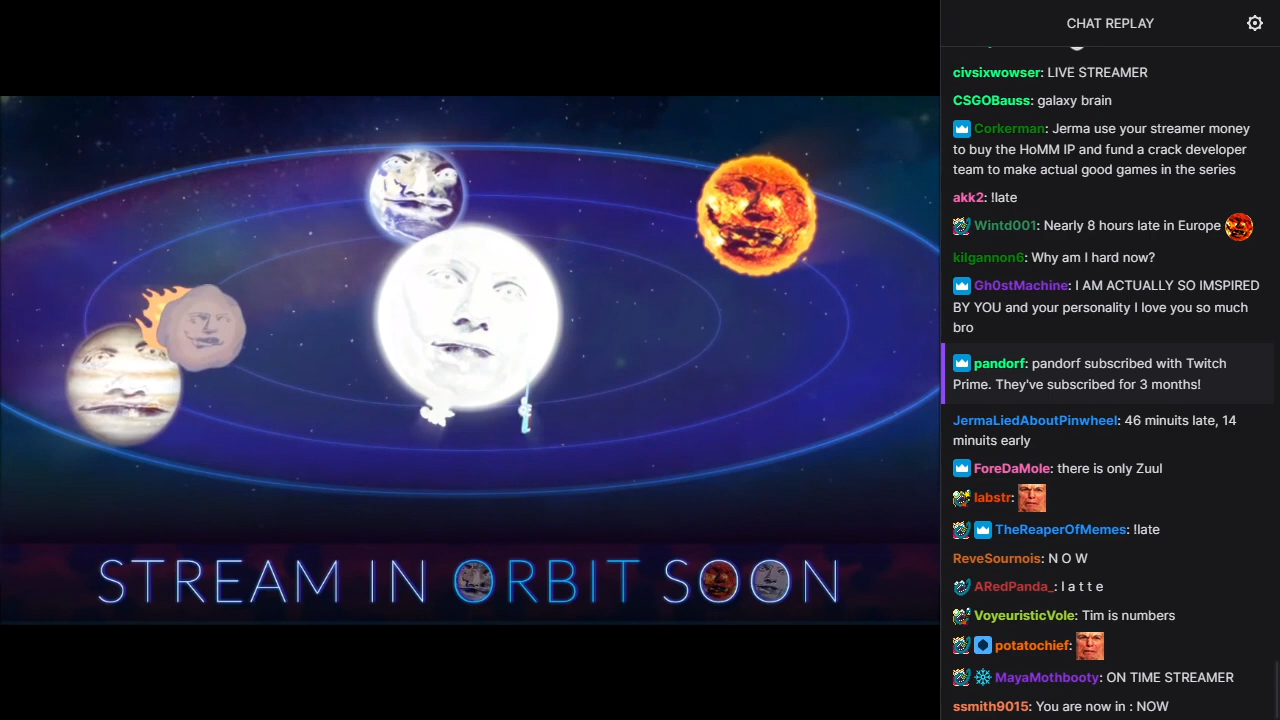 STREAM IN ORBIT SOON
CHAT REPLAY
civsixwowser: LIVE STREAMER
CSGOBauss: galaxy brain
Corkerman: Jerma use your streamer money
to buy the HoMM IP and fund a crack developer
team to make actual good games in the series
akk2: !late
Wintd001: Nearly 8 hours late in Europe
kilgannon6: Why am I hard now?
Gh0stMachine: I AM ACTUALLY SO IMSPIRED
BY YOU and your personality I love you so much
bro
pandorf: pandorf subscribed with Twitch
Prime. They've subscribed for 3 months!
JermaLiedAboutPinwheel: 46 minuits late, 14
minuits early
ForeDaMole: there is only Zuul
labstr:
TheReaperOfMemes: !late
ReveSournois: N O W
ARedPanda_: l a t t e
VoyeuristicVole: Tim is numbers
potatochief:
MayaMothbooty: ON TIME STREAMER
ssmith9015: You are now in : NOW